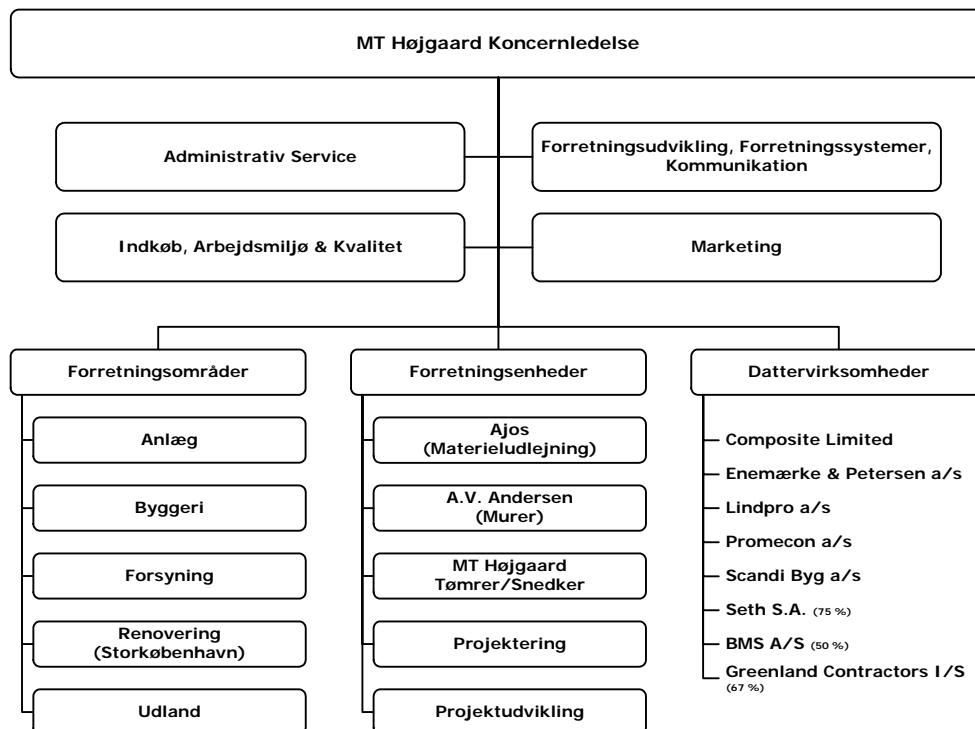 MT Højgaard Koncernledelse
Administrativ Service
Forretningsudvikling, Forretningssystemer,
Kommunikation
Indkøb, Arbejdsmiljø & Kvalitet
Marketing
Forretningsområder
Anlæg
Byggeri
Forsyning
Renovering
(Storkøbenhavn)
Udland
Forretningsenheder
Ajos
(Materieludlejning)
A.V. Andersen
(Murer)
MT Højgaard
Tømrer/Snedker
Projektering
Projektudvikling
Dattervirksomheder
Composite Limited
Enemærke & Petersen a/s
Lindpro a/s
Promecon a/s
Scandi Byg a/s
Seth S.A. (75 %)
BMS A/S (50 %)
Greenland Contractors I/S
(67 %)